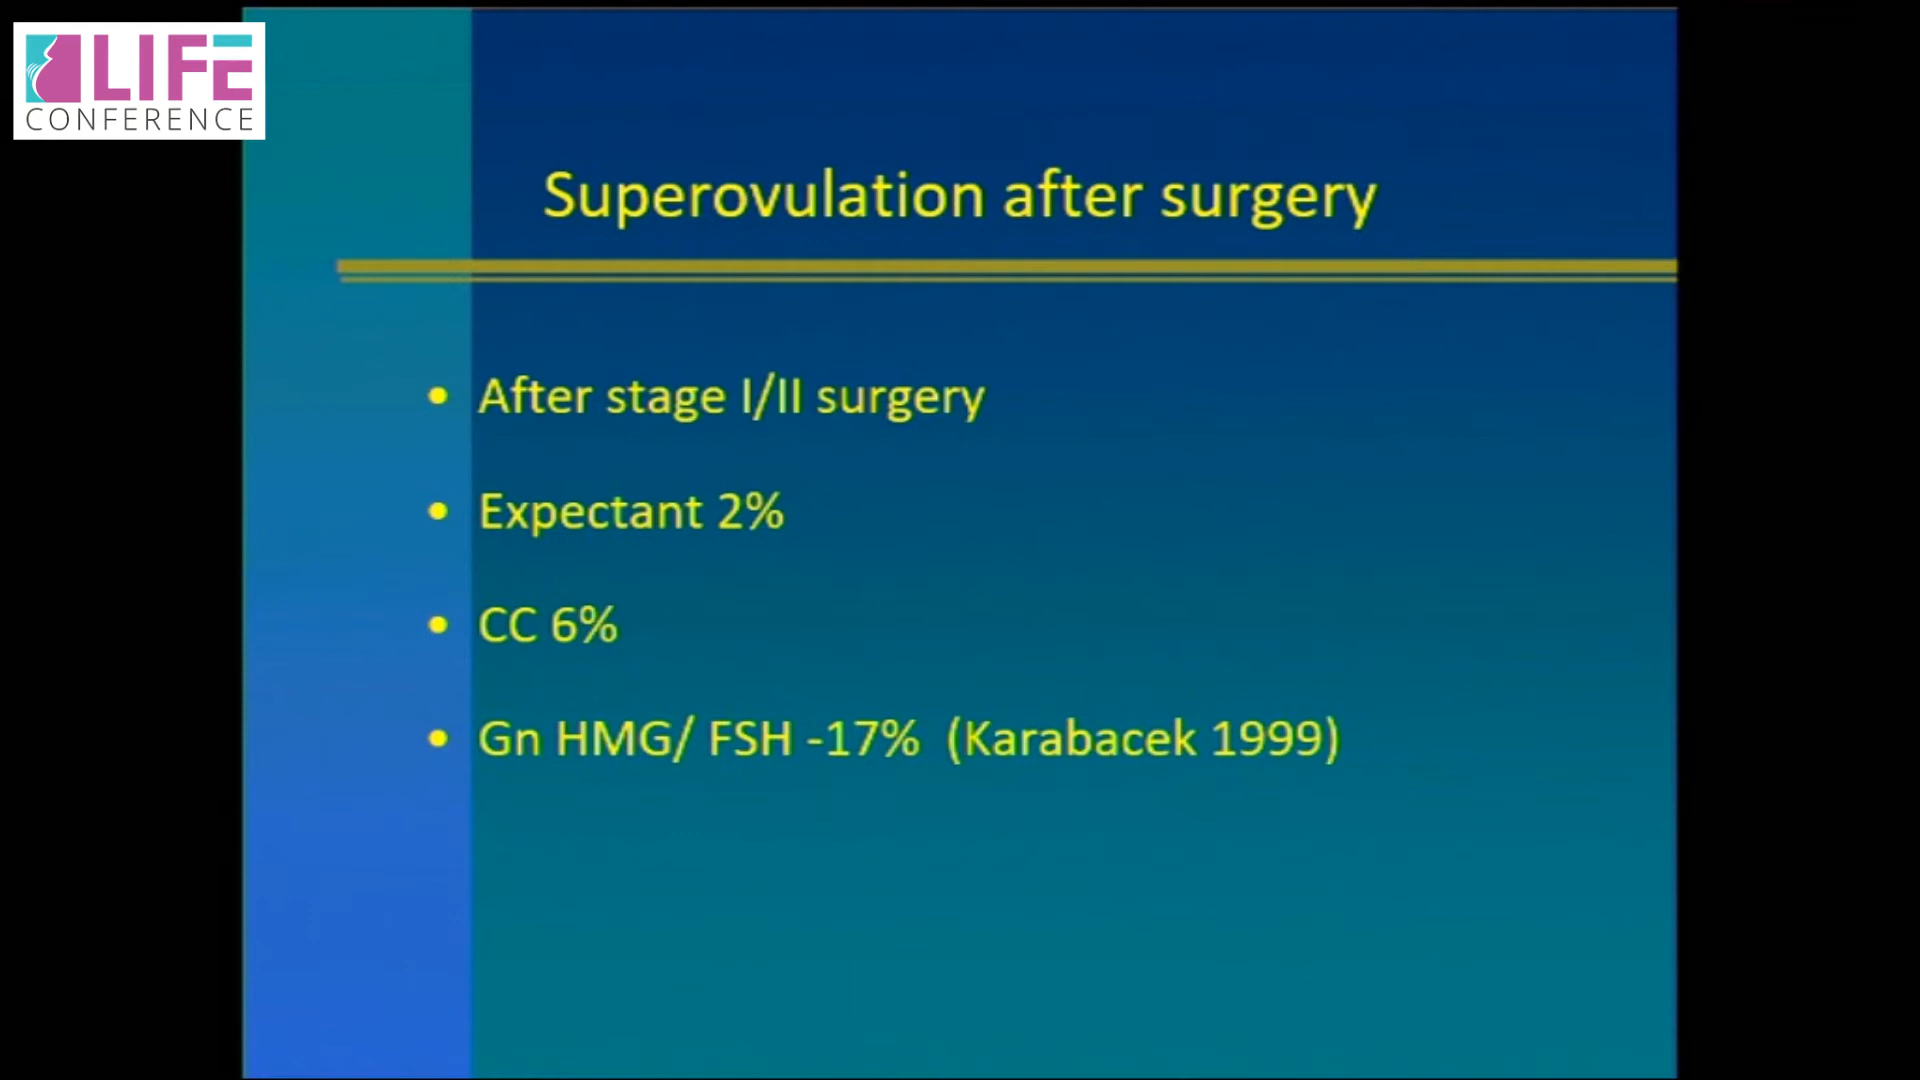 LIFE
CONFERENCE
Superovulation after surgery
• After stage I/II surgery
• Expectant 2%
• CC 6%
• Gn HMG/ FSH -17% (Karabacek 1999)